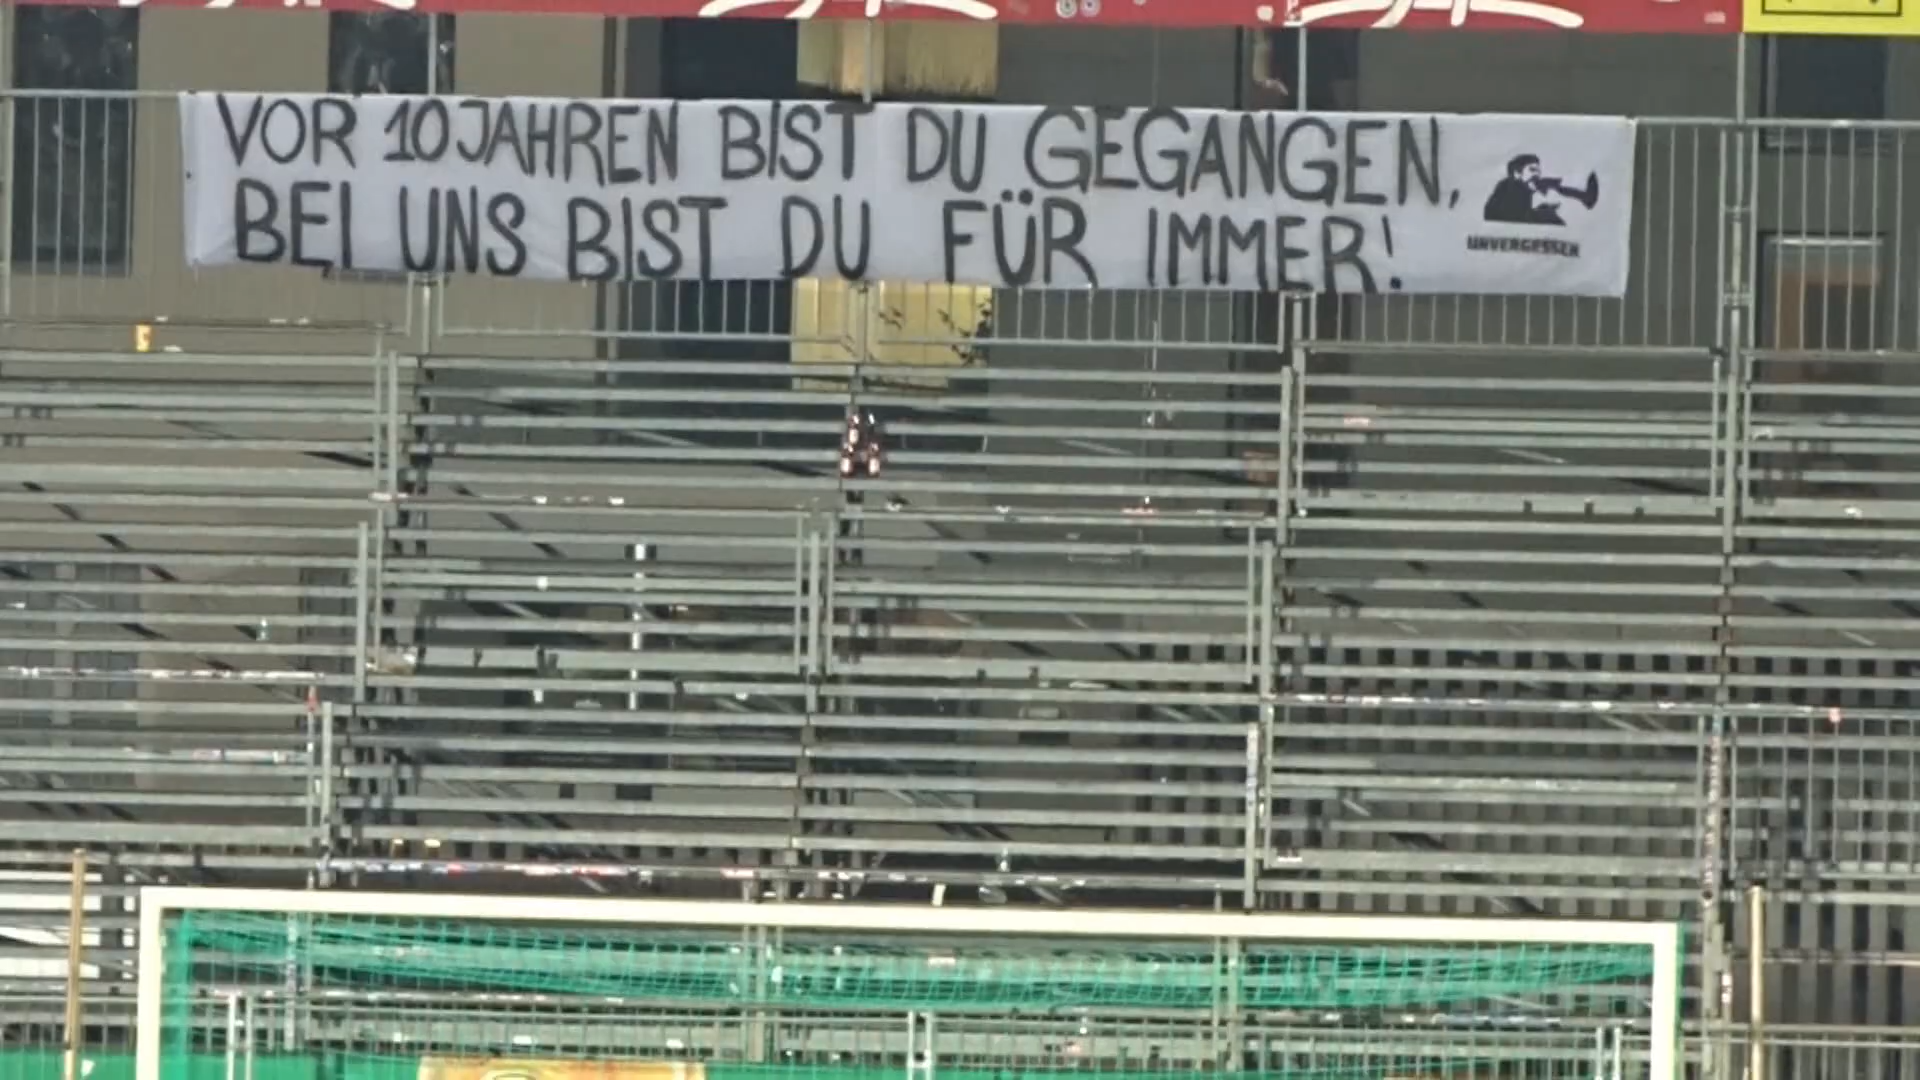 VOR 10 JAHREN BIST DU GEGANGEN,
BEI UNS BIST DU FÜR IMMER!
UNVERGESSEN